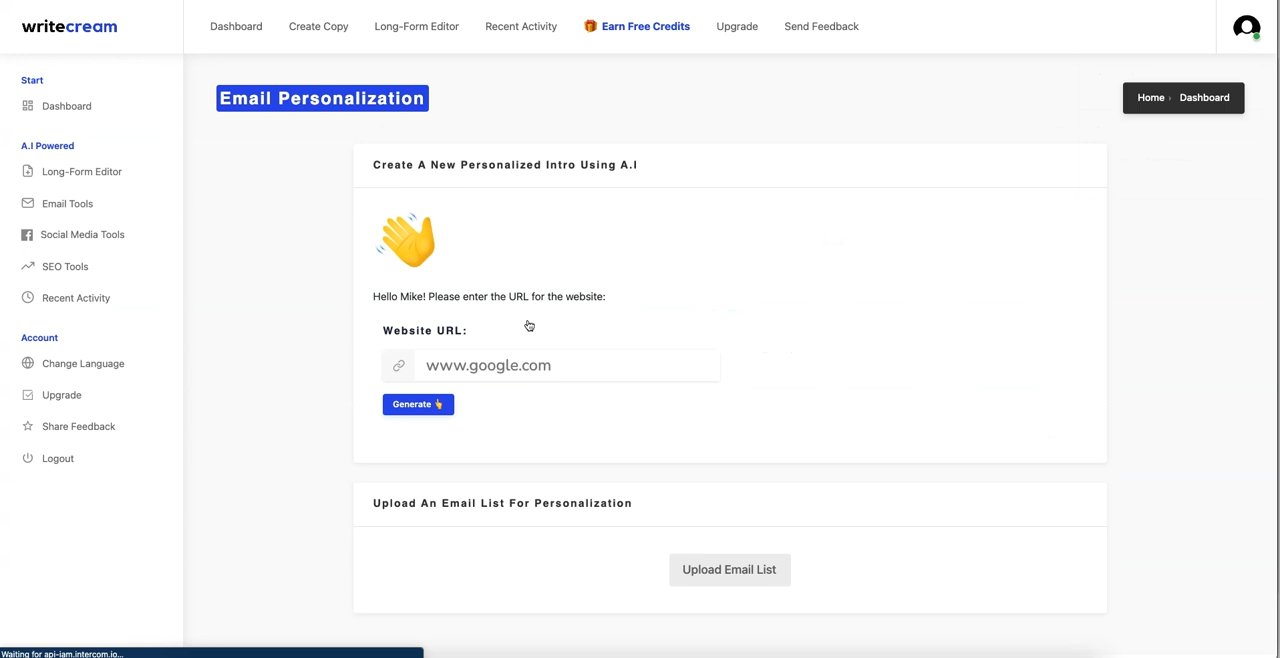 writecream
Dashboard Create Copy Long-Form Editor Recent Activity Earn Free Credits Upgrade Send Feedback
Start
Dashboard
A.I Powered
Long-Form Editor
Email Tools
Social Media Tools
SEO Tools
Recent Activity
Account
Change Language
Upgrade
Share Feedback
Logout
Email Personalization
Home › Dashboard
Create A New Personalized Intro Using A.I
Hello Mike! Please enter the URL for the website:
Website URL:
www.google.com
Generate
Upload An Email List For Personalization
Upload Email List
Waiting for api-iam.intercom.io...